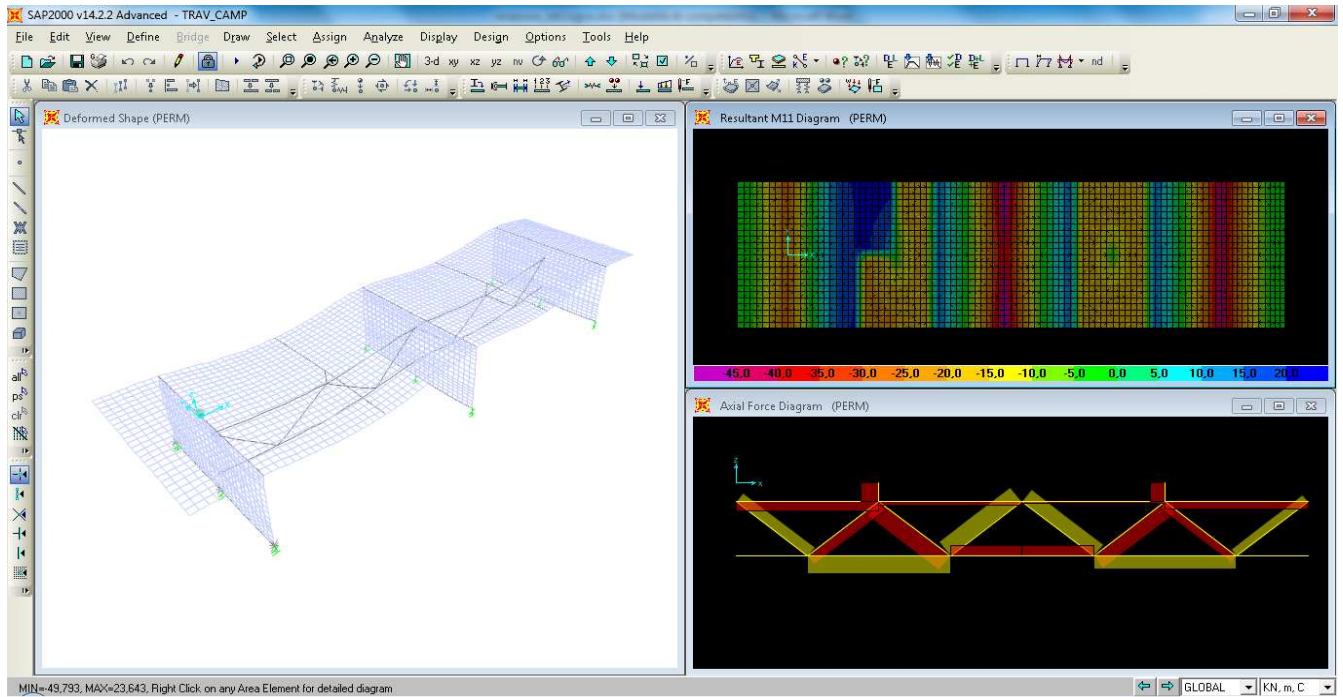 SAP2000 v14.2.2 Advanced - TRAV_CAMP
File Edit View Define Bridge Draw Select Assign Analyze Display Design Options Tools Help
3-d xy xz yz nv
nd
Deformed Shape (PERM)
Resultant M11 Diagram (PERM)
-45,0 -40,0 -35,0 -30,0 -25,0 -20,0 -15,0 -10,0 -5,0 0,0 5,0 10,0 15,0 20,0
Axial Force Diagram (PERM)
all
ps
clr
MIN=-49,793, MAX=23,643, Right Click on any Area Element for detailed diagram
GLOBAL
KN, m, C